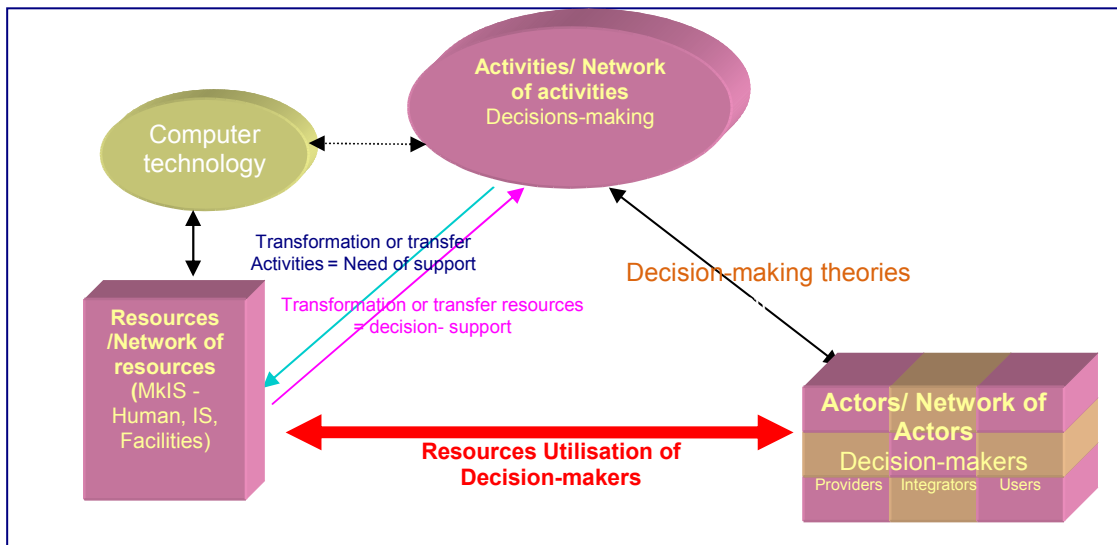 Activities/ Network
of activities
Decisions-making
Computer
technology
Transformation or transfer
Activities = Need of support
Decision-making theories
Transformation or transfer resources
= decision- support
Resources
/Network of
resources
(MkIS -
Human, IS,
Facilities)
Actors/ Network of
Actors
Decision-makers
Providers Integrators Users
Resources Utilisation of
Decision-makers